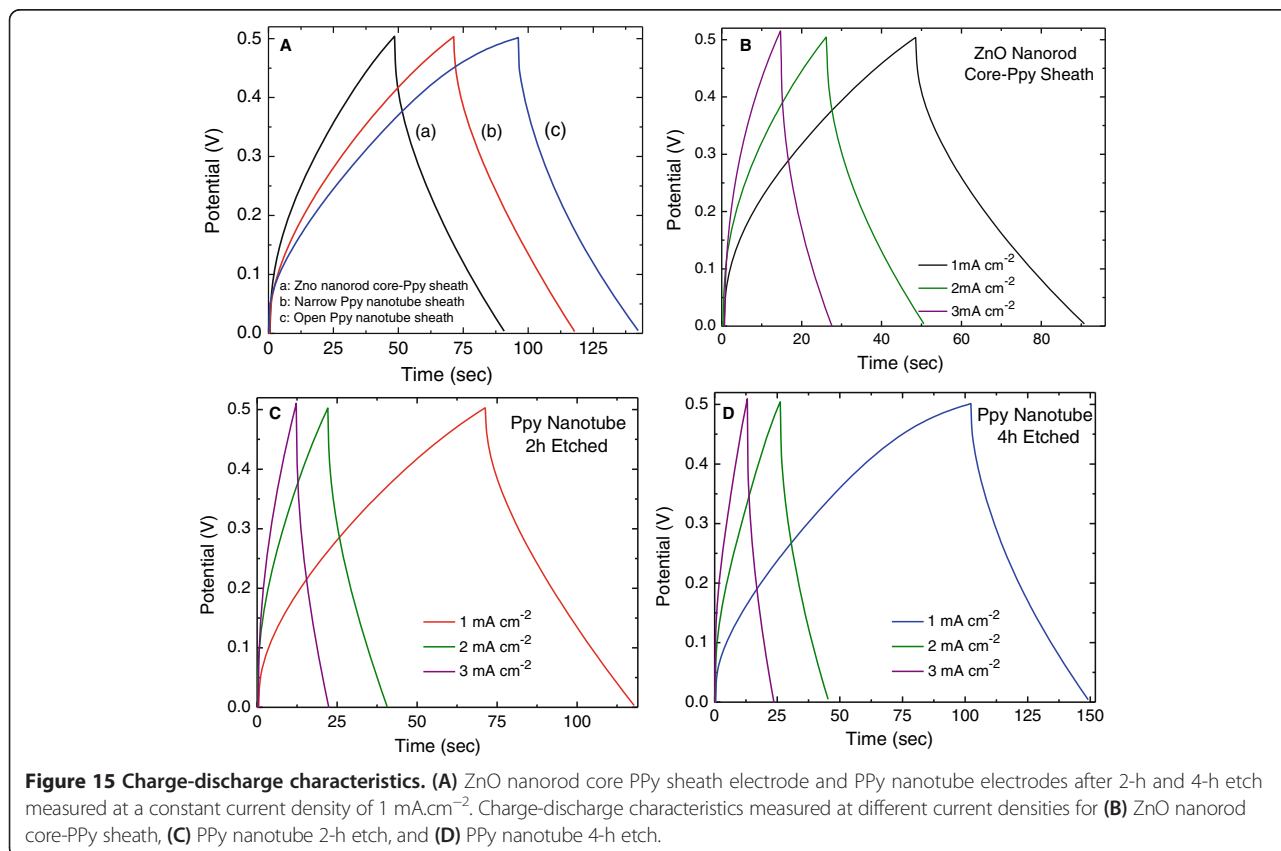 A
Potential (V)
0.5
0.4
0.3
0.2
0.1
0.0
(a)
(b)
(c)
a: Zno nanorod core-Ppy sheath
b: Narrow Ppy nanotube sheath
c: Open Ppy nanotube sheath
0 25 50 75 100 125
Time (sec)
B
ZnO Nanorod
Core-Ppy Sheath
Potential (V)
0.5
0.4
0.3
0.2
0.1
0.0
1mA cm⁻²
2mA cm⁻²
3mA cm⁻²
0 20 40 60 80
Time (sec)
C
Ppy Nanotube
2h Etched
Potential (V)
0.5
0.4
0.3
0.2
0.1
0.0
1 mA cm⁻²
2 mA cm⁻²
3 mA cm⁻²
0 25 50 75 100
Time (sec)
D
Ppy Nanotube
4h Etched
Potential (V)
0.5
0.4
0.3
0.2
0.1
0.0
1 mA cm⁻²
2 mA cm⁻²
3 mA cm⁻²
0 25 50 75 100 125 150
Time (sec)
Figure 15 Charge-discharge characteristics. (A) ZnO nanorod core PPy sheath electrode and PPy nanotube electrodes after 2-h and 4-h etch
measured at a constant current density of 1 mA.cm⁻². Charge-discharge characteristics measured at different current densities for (B) ZnO nanorod
core-PPy sheath, (C) PPy nanotube 2-h etch, and (D) PPy nanotube 4-h etch.